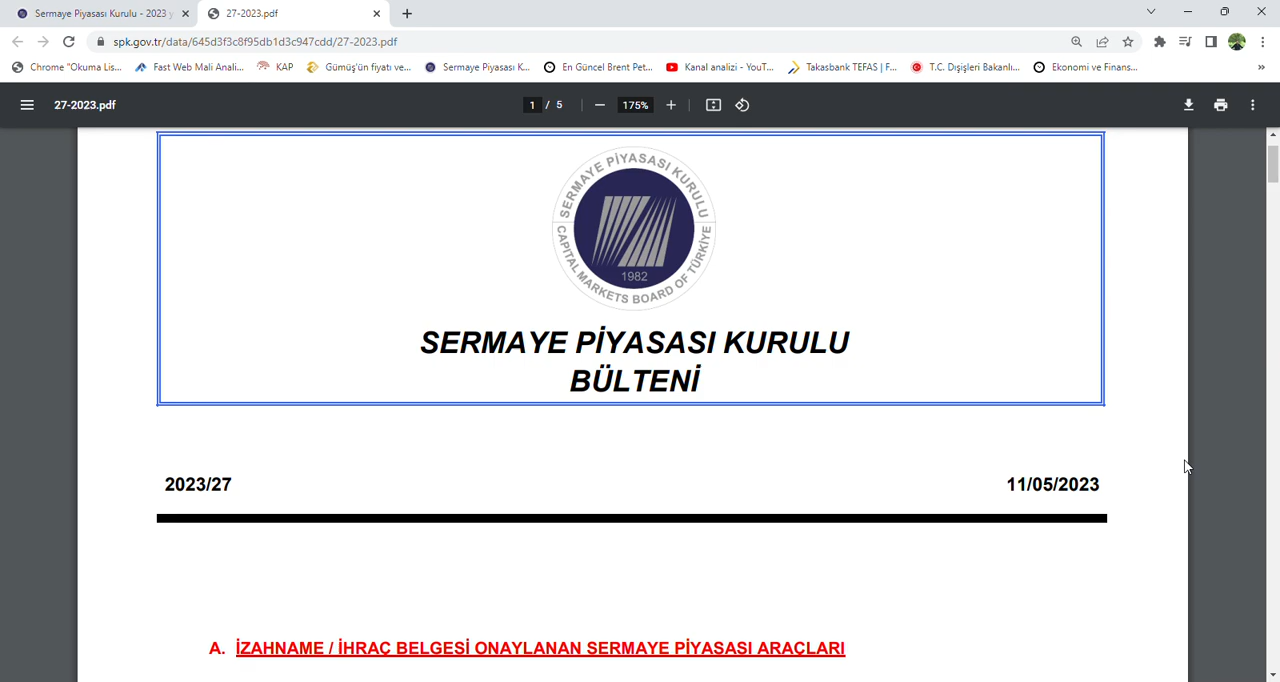 Sermaye Piyasası Kurulu - 2023 y
27-2023.pdf
spk.gov.tr/data/645d3f3c8f95db1d3c947cdd/27-2023.pdf
Chrome "Okuma Lis...
Fast Web Mali Anali...
KAP
Gümüş'ün fiyatı ve...
Sermaye Piyasası K...
En Güncel Brent Pet...
Kanal analizi - YouT...
Takasbank TEFAS | F...
T.C. Dışişleri Bakanlı...
Ekonomi ve Finans...
27-2023.pdf
1 / 5
175%
SERMAYE PİYASASI KURULU
1982
CAPITAL MARKETS BOARD OF TÜRKİYE
SERMAYE PİYASASI KURULU
BÜLTENİ
2023/27
11/05/2023
A. İZAHNAME / İHRAÇ BELGESİ ONAYLANAN SERMAYE PİYASASI ARAÇLARI